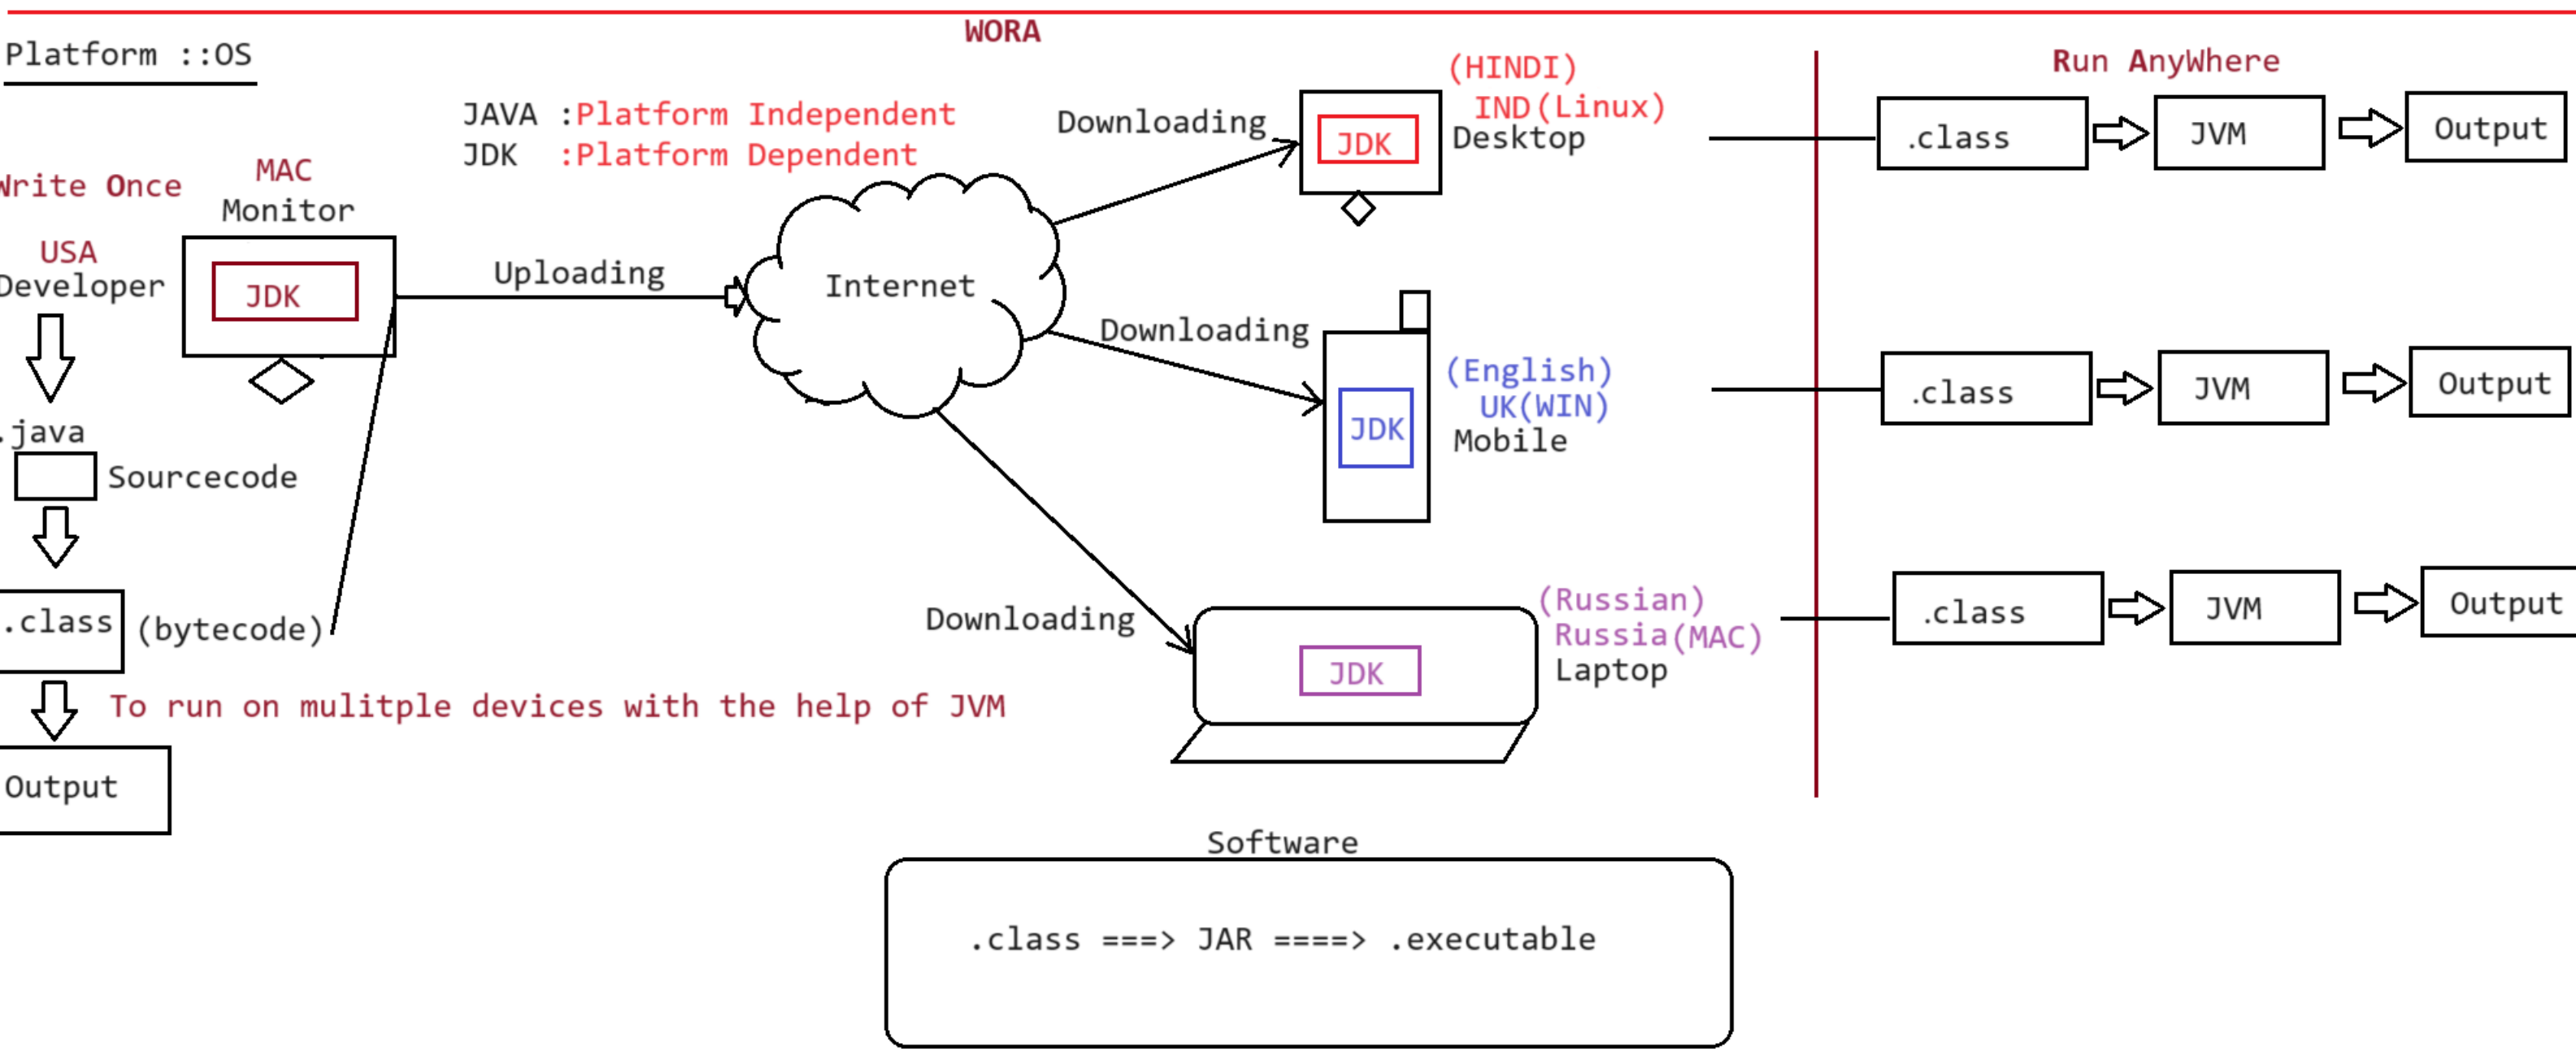 WORA
Platform ::OS
JAVA :Platform Independent
JDK :Platform Dependent
Write Once
MAC
Monitor
USA
Developer
JDK
.java
Sourcecode
.class
(bytecode)
To run on mulitple devices with the help of JVM
Output
Uploading
Internet
Downloading
JDK
(HINDI)
IND(Linux)
Desktop
Downloading
JDK
(English)
UK(WIN)
Mobile
Downloading
JDK
(Russian)
Russia(MAC)
Laptop
Run AnyWhere
.class JVM Output
.class JVM Output
.class JVM Output
Software
.class ===> JAR ====> .executable